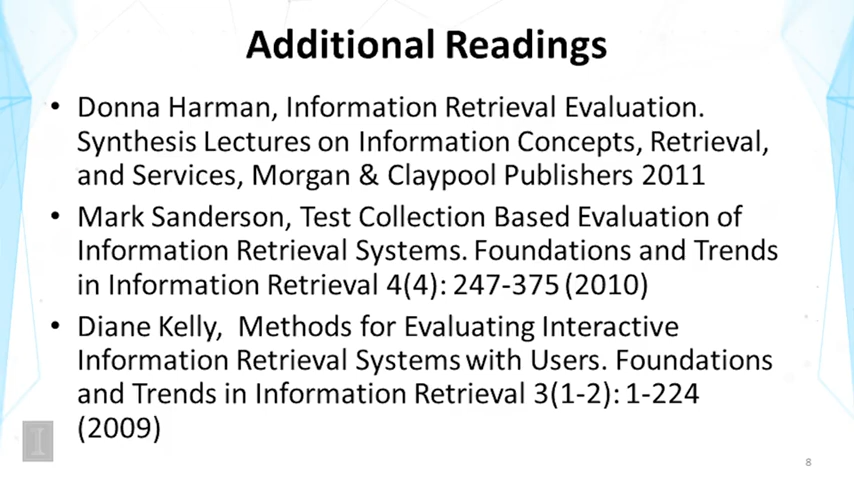 Additional Readings
• Donna Harman, Information Retrieval Evaluation.
Synthesis Lectures on Information Concepts, Retrieval,
and Services, Morgan & Claypool Publishers 2011
• Mark Sanderson, Test Collection Based Evaluation of
Information Retrieval Systems. Foundations and Trends
in Information Retrieval 4(4): 247-375 (2010)
• Diane Kelly, Methods for Evaluating Interactive
Information Retrieval Systems with Users. Foundations
and Trends in Information Retrieval 3(1-2): 1-224
(2009)
I
8